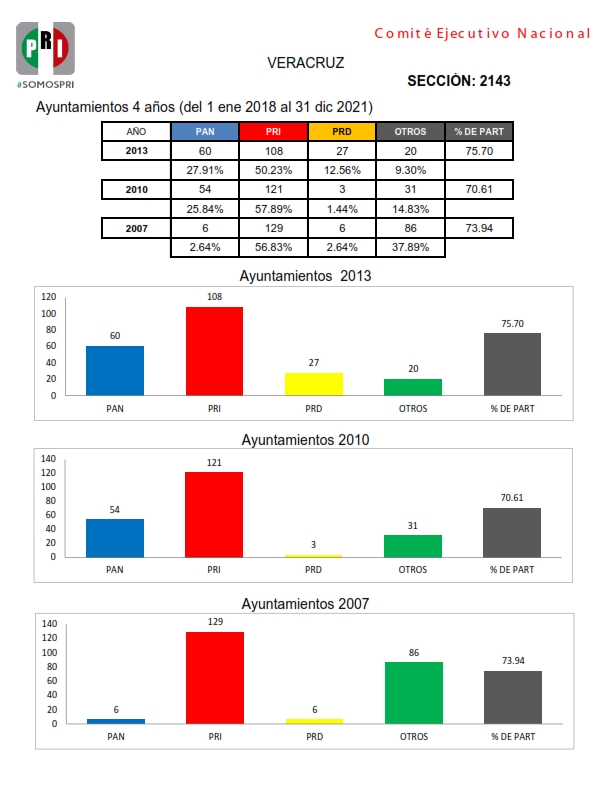 Comité Ejecutivo Nacional
PRI
#SOMOSPRI
VERACRUZ
SECCIÓN: 2143
Ayuntamientos 4 años (del 1 ene 2018 al 31 dic 2021)
AÑO PAN PRI PRD OTROS % DE PART
2013 60 108 27 20 75.70
27.91% 50.23% 12.56% 9.30%
2010 54 121 3 31 70.61
25.84% 57.89% 1.44% 14.83%
2007 6 129 6 86 73.94
2.64% 56.83% 2.64% 37.89%
Ayuntamientos 2013
120
100
80
60
40
20
0
60 108 27 20 75.70
PAN PRI PRD OTROS % DE PART
Ayuntamientos 2010
140
120
100
80
60
40
20
0
54 121 3 31 70.61
PAN PRI PRD OTROS % DE PART
Ayuntamientos 2007
140
120
100
80
60
40
20
0
6 129 6 86 73.94
PAN PRI PRD OTROS % DE PART